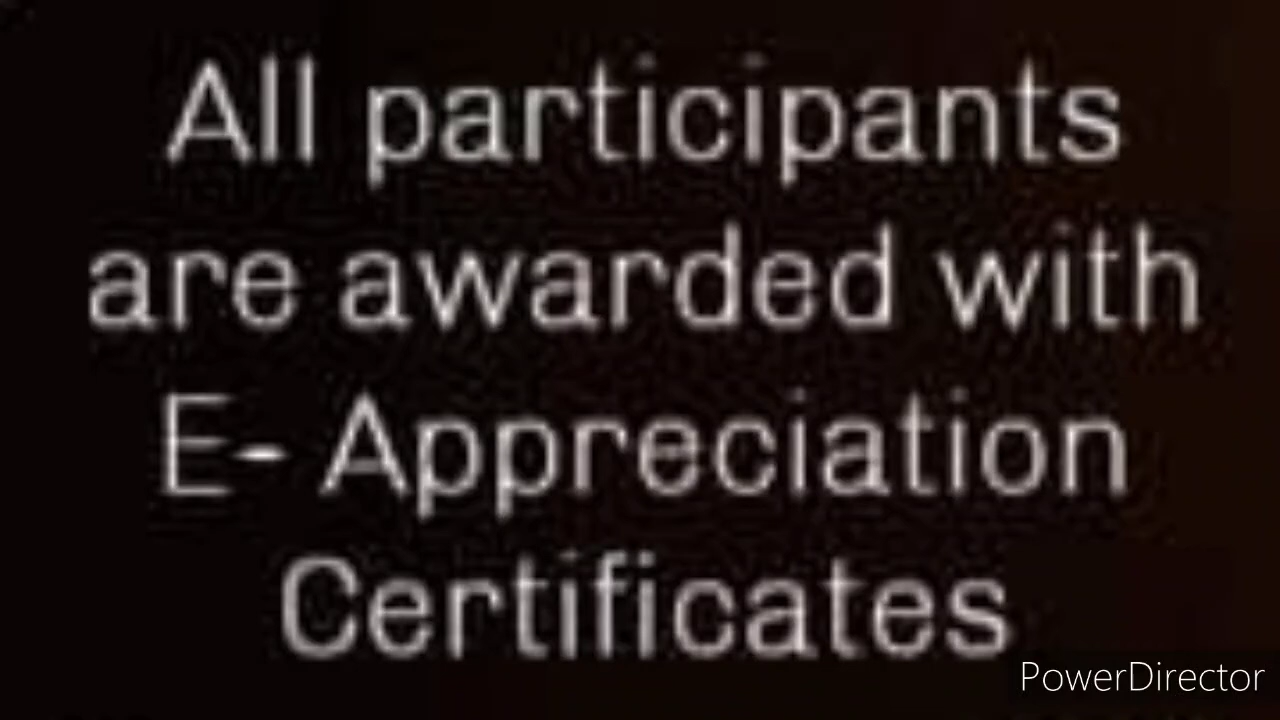 All participants
are awarded with
E- Appreciation
Certificates
PowerDirector